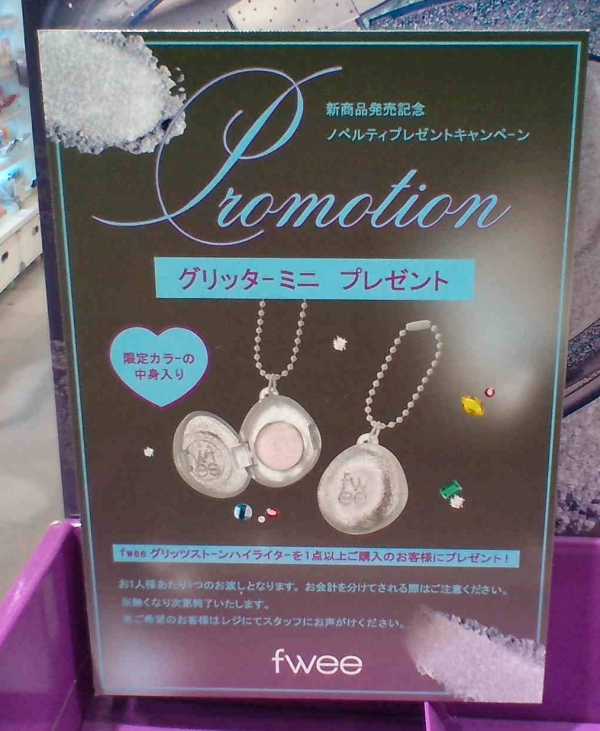 新商品発売記念
ノベルティプレゼントキャンペーン
Promotion
グリッターミニ プレゼント
限定カラーの
中身入り
fwee
fwee
fwee グリッツストーンハイライターを1点以上ご購入のお客様にプレゼント!
お1人様あたり1つのお渡しとなります。お会計を分けてされる際はご注意ください。
※無くなり次第終了いたします。
※ご希望のお客様はレジにてスタッフにお声がけください。
fwee